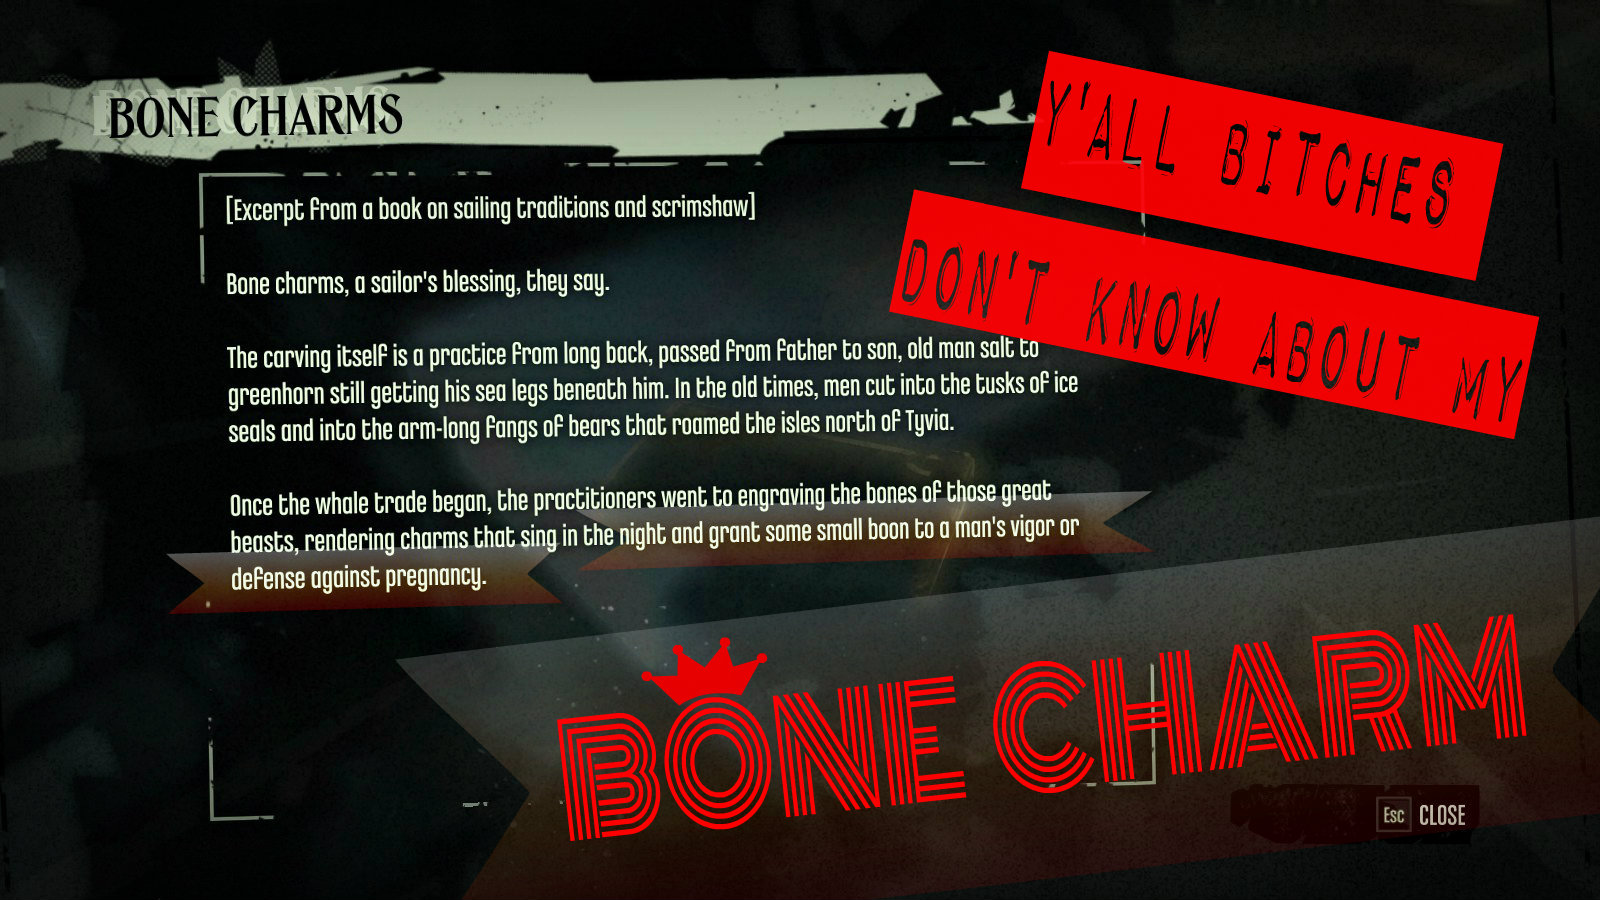 BONE CHARMS
[Excerpt from a book on sailing traditions and scrimshaw]
Bone charms, a sailor's blessing, they say.
The carving itself is a practice from long back, passed from father to son, old man salt to
greenhorn still getting his sea legs beneath him. In the old times, men cut into the tusks of ice
seals and into the arm-long fangs of bears that roamed the isles north of Tyvia.
Once the whale trade began, the practitioners went to engraving the bones of those great
beasts, rendering charms that sing in the night and grant some small boon to a man's vigor or
defense against pregnancy.
Y'ALL BITCHES
DON'T KNOW ABOUT MY
BONE CHARM
Esc CLOSE